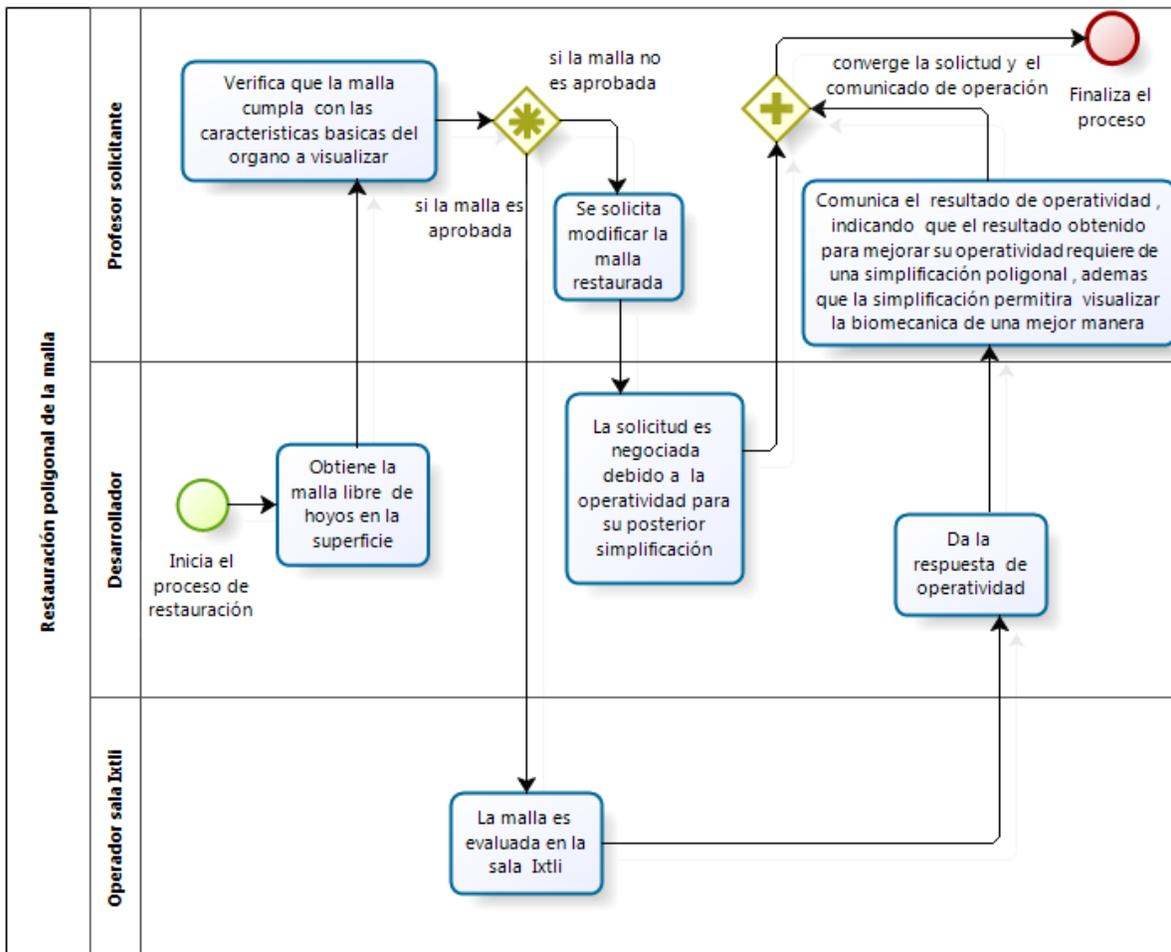 Restauración poligonal de la malla
Profesor solicitante
Verifica que la malla
cumpla con las
caracteristicas basicas del
organo a visualizar
si la malla no
es aprobada
si la malla es
aprobada
Se solicita
modificar la
malla
restaurada
converge la solictud y el
comunicado de operación
Finaliza el
proceso
Comunica el resultado de operatividad ,
indicando que el resultado obtenido
para mejorar su operatividad requiere de
una simplificación poligonal , ademas
que la simplificación permitira visualizar
la biomecanica de una mejor manera
Desarrollador
Inicia el
proceso de
restauración
Obtiene la
malla libre de
hoyos en la
superficie
La solicitud es
negociada
debido a la
operatividad para
su posterior
simplificación
Da la
respuesta de
operatividad
Operador sala Ixtli
La malla es
evaluada en la
sala Ixtli